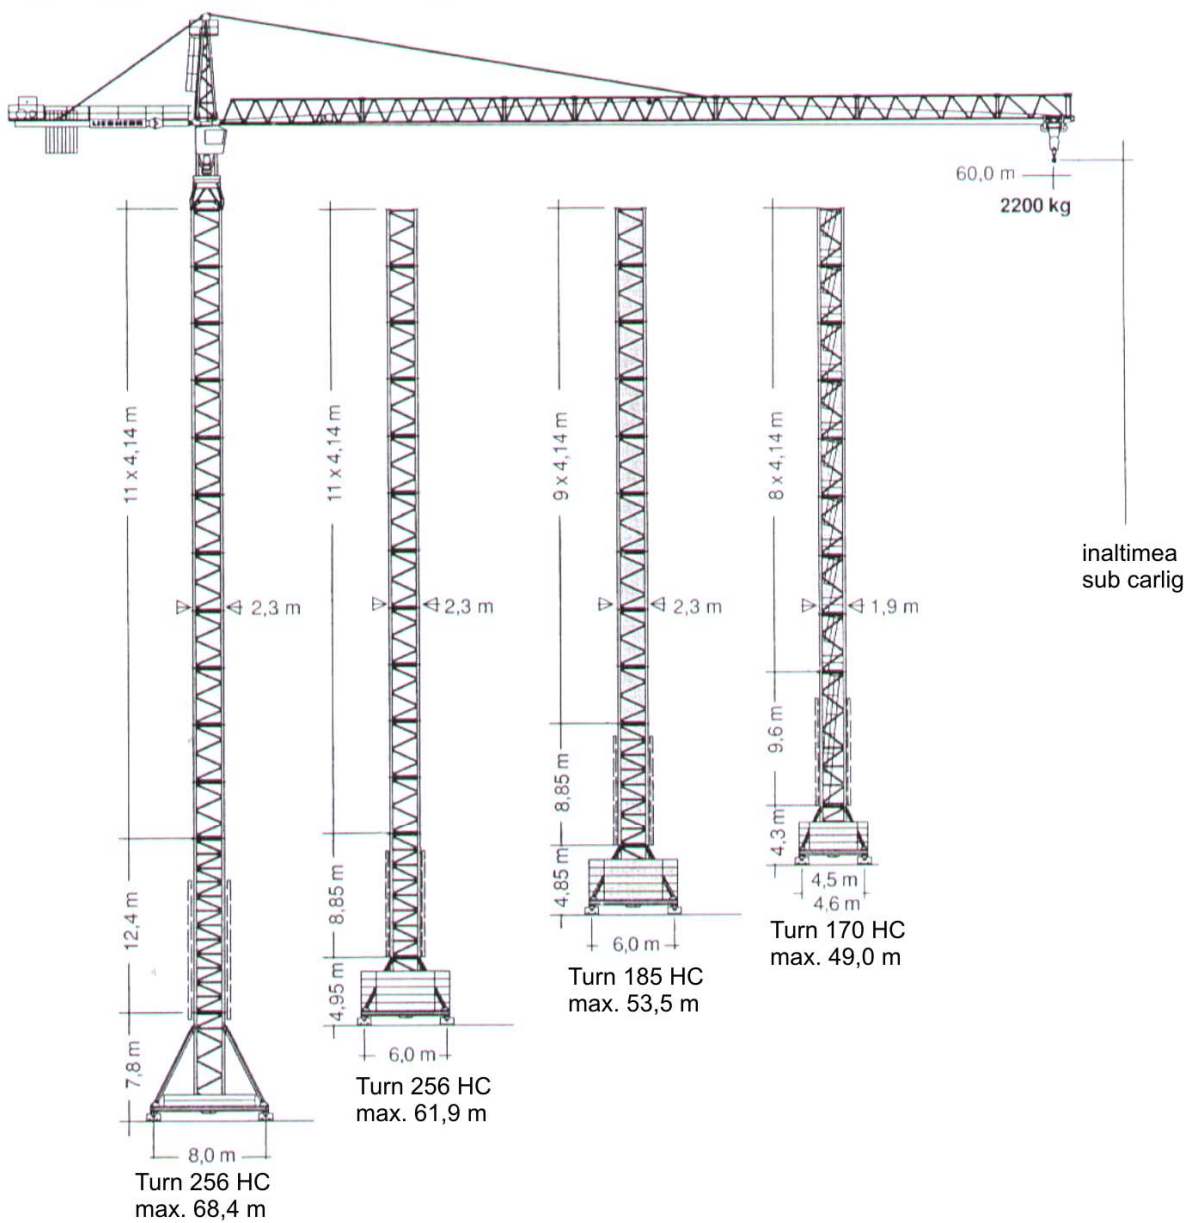 LIEBHERR
60,0 m
2200 kg
11 x 4,14 m
11 x 4,14 m
9 x 4,14 m
8 x 4,14 m
inaltimea
sub carlig
2,3 m
2,3 m
2,3 m
1,9 m
12,4 m
8,85 m
8,85 m
9,6 m
7,8 m
4,95 m
4,85 m
4,3 m
4,5 m
4,6 m
Turn 170 HC
max. 49,0 m
6,0 m
Turn 185 HC
max. 53,5 m
6,0 m
Turn 256 HC
max. 61,9 m
8,0 m
Turn 256 HC
max. 68,4 m